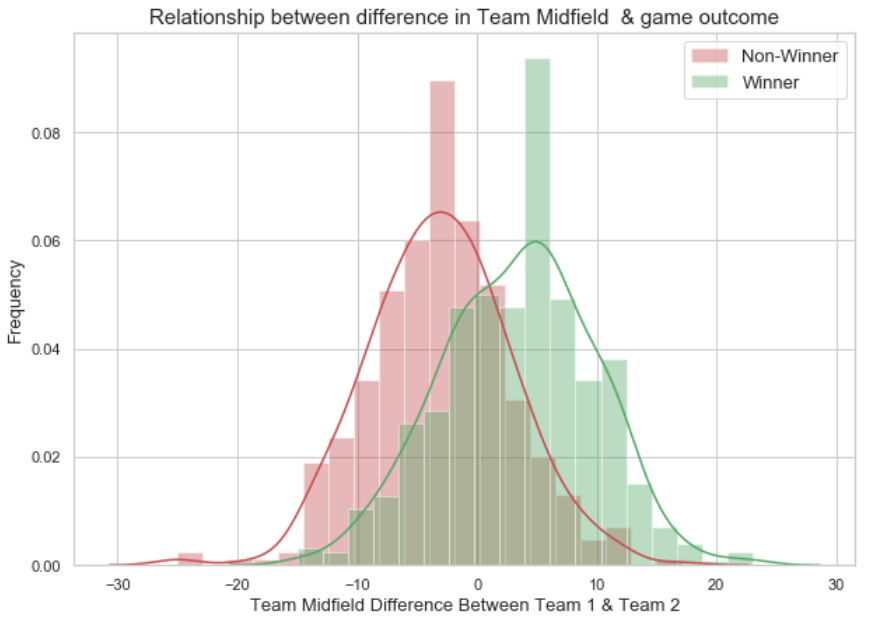 Relationship between difference in Team Midfield  & game outcome
Non-Winner
Winner
Frequency
0.08
0.06
0.04
0.02
0.00
−30 −20 −10 0 10 20 30
Team Midfield Difference Between Team 1 & Team 2